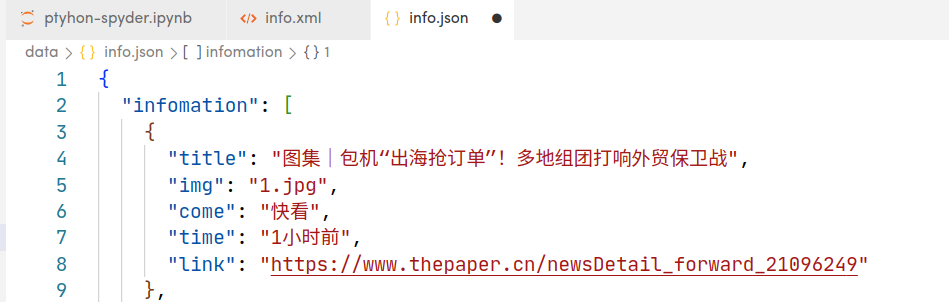 ptyhon-spyder.ipynb info.xml {} info.json ●
data > {} info.json > [ ] infomation > {} 1
1 {
2 "infomation": [
3 {
4 "title": "图集｜包机“出海抢订单”！多地组团打响外贸保卫战",
5 "img": "1.jpg",
6 "come": "快看",
7 "time": "1小时前",
8 "link": "https://www.thepaper.cn/newsDetail_forward_21096249"
9 },